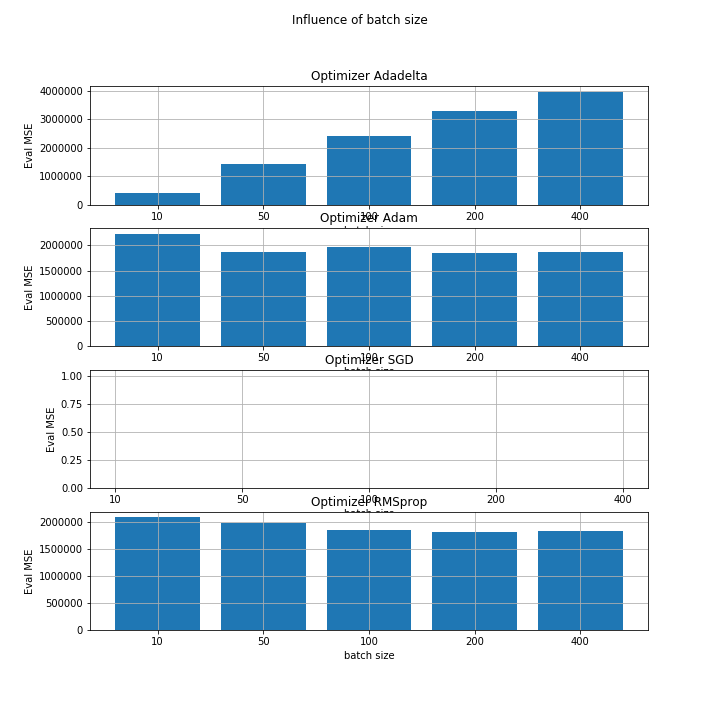 Influence of batch size
Optimizer Adadelta
4000000
3000000
2000000
1000000
0
Eval MSE
10 50 100 200 400
Optimizer Adam
2000000
1500000
1000000
500000
0
Eval MSE
10 50 100 200 400
batch size
Optimizer SGD
1.00
0.75
0.50
0.25
0.00
Eval MSE
10 50 100 200 400
Optimizer RMSprop
2000000
1500000
1000000
500000
0
Eval MSE
10 50 100 200 400
batch size